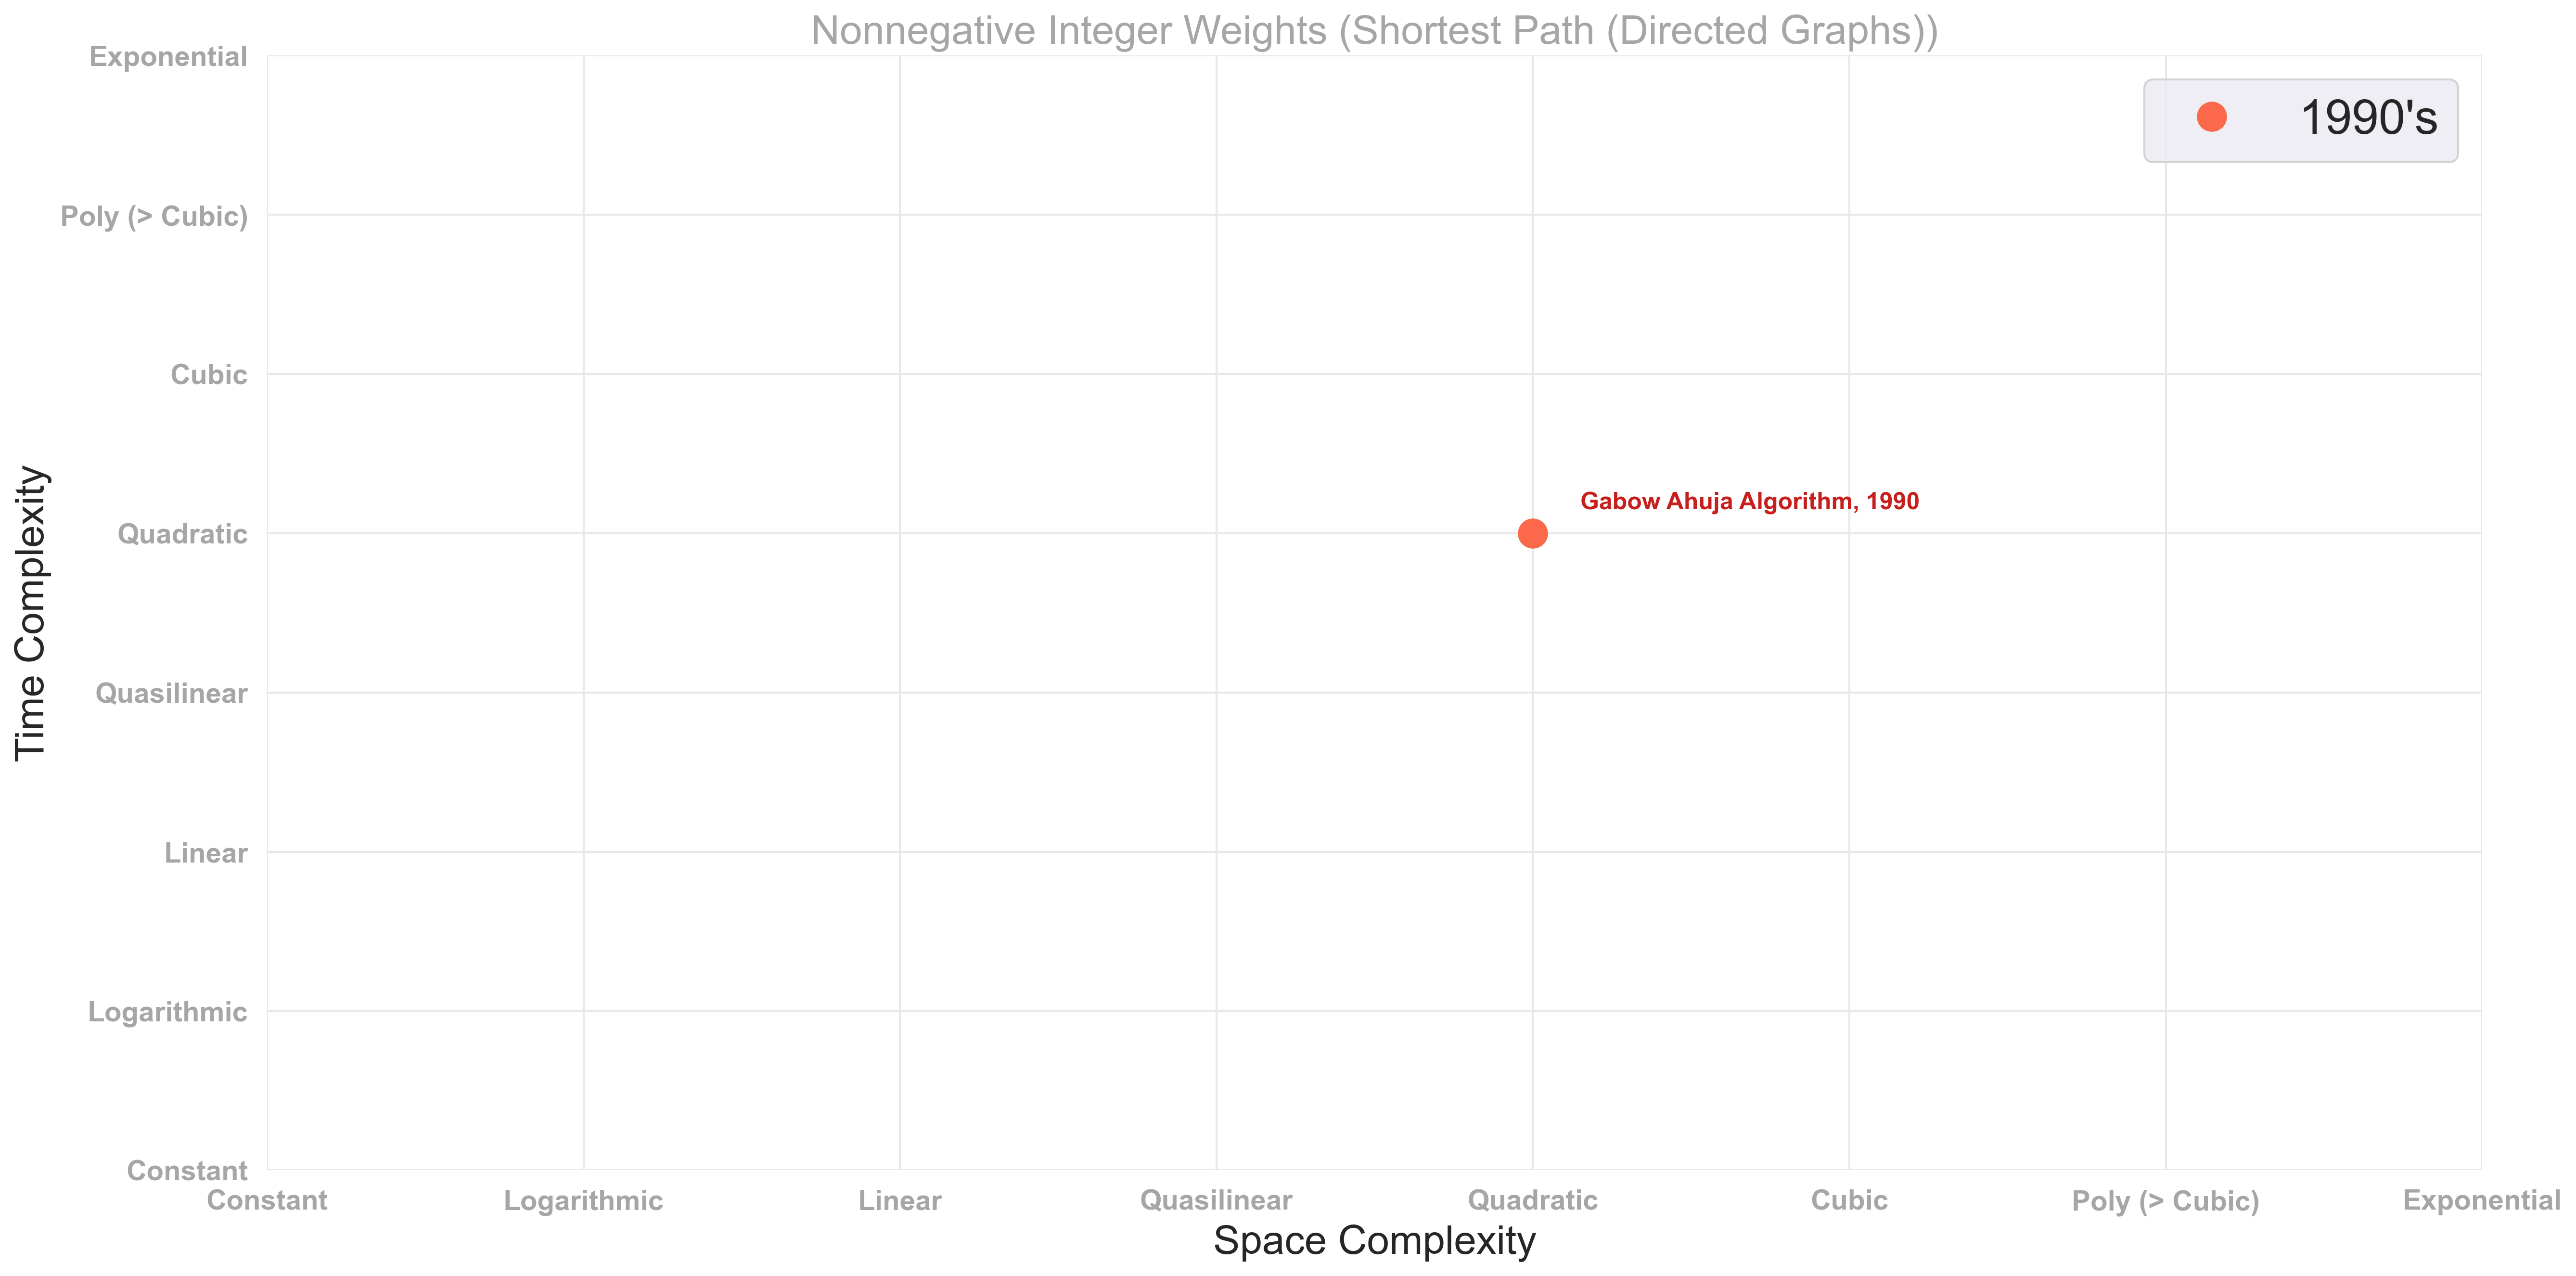 Nonnegative Integer Weights (Shortest Path (Directed Graphs))
Exponential
Poly (> Cubic)
Cubic
Quadratic
Quasilinear
Linear
Logarithmic
Constant
Time Complexity
1990's
Gabow Ahuja Algorithm, 1990
Constant
Logarithmic
Linear
Quasilinear
Quadratic
Cubic
Poly (> Cubic)
Exponential
Space Complexity